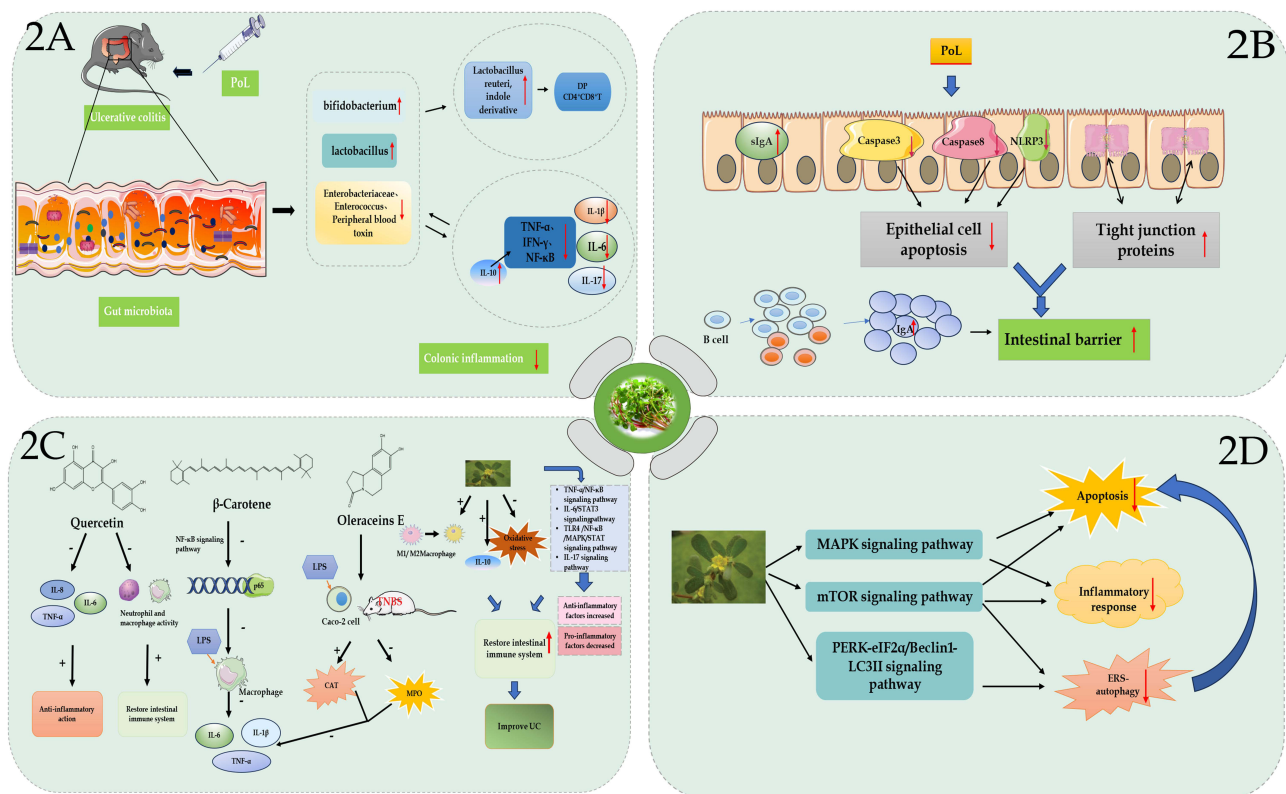 2A
PoL
Ulcerative colitis
Gut microbiota
bifidobacterium
lactobacillus
Enterobacteriaceae、
Enterococcus、
Peripheral blood
toxin
Lactobacillus
reuteri,
indole
derivative
DP
CD4⁺CD8⁺T
TNF-α、
IFN-γ、
NF-κB
IL-10
IL-1β
IL-6
IL-17
Colonic inflammation
2B
PoL
sIgA
Caspase3
Caspase8
NLRP3
Epithelial cell
apoptosis
Tight junction
proteins
B cell
IgA
Intestinal barrier
2C
OH
OH
O
HO
O
OH
OH
Quercetin
-
-
IL-8
IL-6
TNF-α
Neutrophil and
macrophage activity
+
+
Anti-inflammatory
action
Restore intestinal
immune system
β-Carotene
NF-κB signaling
pathway
-
p65
-
LPS
Macrophage
-
IL-6
IL-1β
TNF-α
OH
HO
N
O
Oleraceins E
LPS
Caco-2 cell
TNBS
+
-
CAT
MPO
-
+
+
-
M1/ M2Macrophage
IL-10
Oxidative
stress
• TNF-α/NF-κB
signaling pathway
• IL-6/STAT3
signalingpathway
• TLR4 /NF-κB
/MAPK/STAT
signaling pathway
• IL-17 signaling
pathway
Anti-inflammatory
factors increased
Pro-inflammatory
factors decreased
Restore intestinal
immune system
Improve UC
2D
MAPK signaling pathway
mTOR signaling pathway
PERK-eIF2α/Beclin1-
LC3II signaling
pathway
Apoptosis
Inflammatory
response
ERS-
autophagy